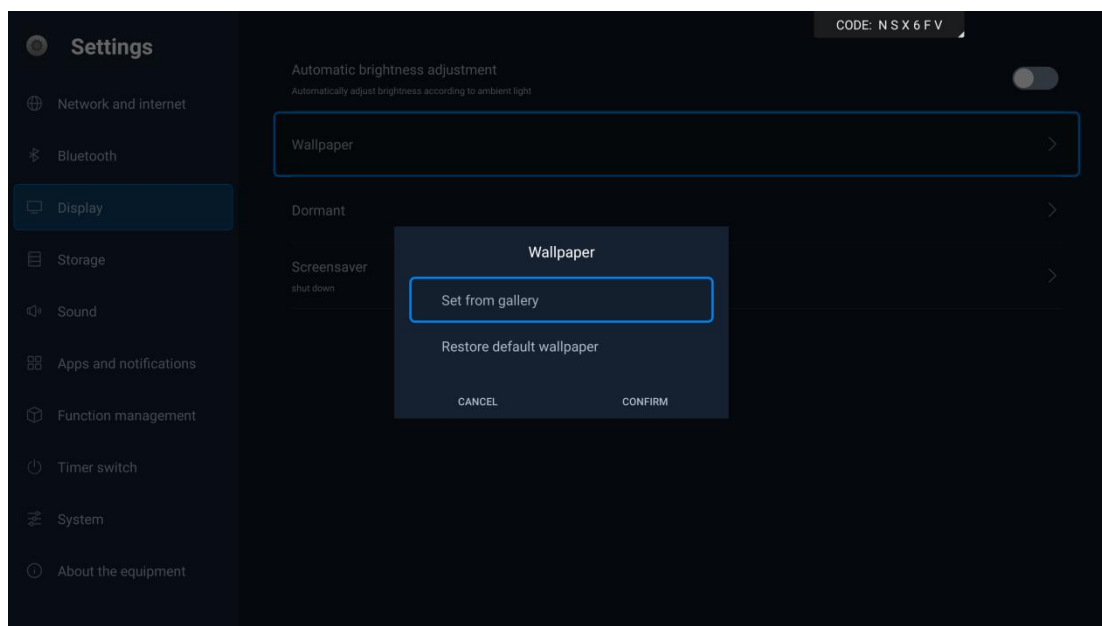 CODE: N S X 6 F V
Settings
Network and internet
Bluetooth
Display
Storage
Sound
Apps and notifications
Function management
Timer switch
System
About the equipment
Automatic brightness adjustment
Automatically adjust brightness according to ambient light
Wallpaper
Dormant
Screensaver
shut down
Wallpaper
Set from gallery
Restore default wallpaper
CANCEL CONFIRM